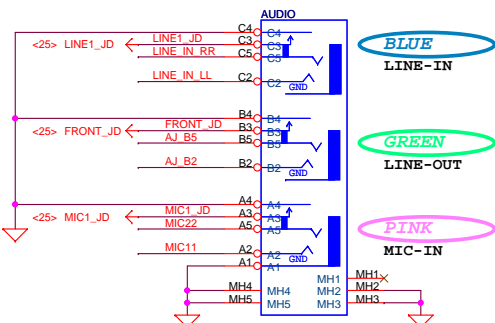 AUDIO
C4 C4
<25> LINE1_JD LINE1_JD C3 C3
LINE_IN_RR C5 C5
BLUE
LINE-IN
LINE_IN_LL C2 C2
GND
B4 B4
<25> FRONT_JD FRONT_JD B3 B3
AJ_B5 B5 B5
GREEN
LINE-OUT
AJ_B2 B2 B2
GND
A4 A4
<25> MIC1_JD MIC1_JD A3 A3
MIC22 A5 A5
PINK
MIC-IN
MIC11 A2 A2
GND
A1 A1
MH1 MH1
MH4 MH4 MH2 MH2
MH5 MH5 MH3 MH3